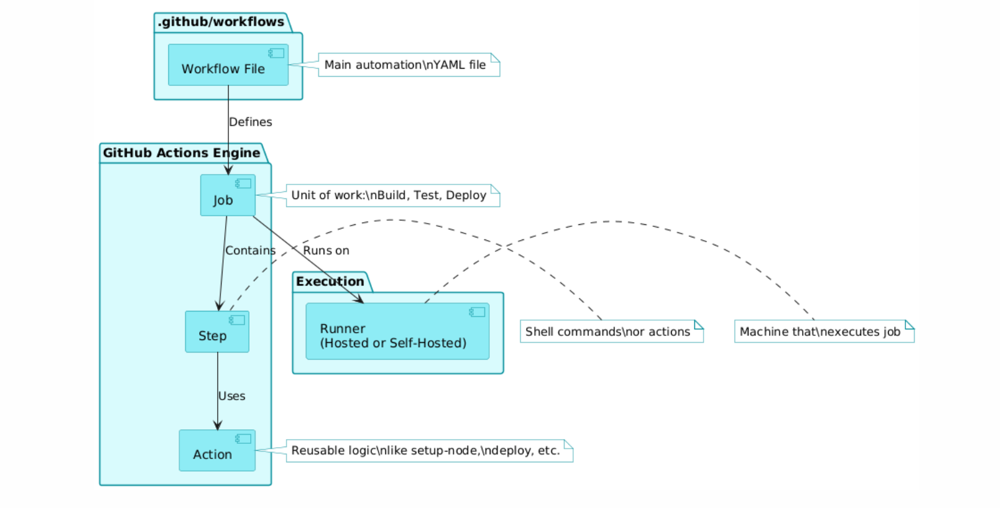 .github/workflows
Workflow File
Main automation\nYAML file
Defines
GitHub Actions Engine
Job
Unit of work:\nBuild, Test, Deploy
Contains
Runs on
Execution
Runner
(Hosted or Self-Hosted)
Shell commands\nor actions
Machine that\nexecutes job
Step
Uses
Action
Reusable logic\nlike setup-node,\ndeploy, etc.